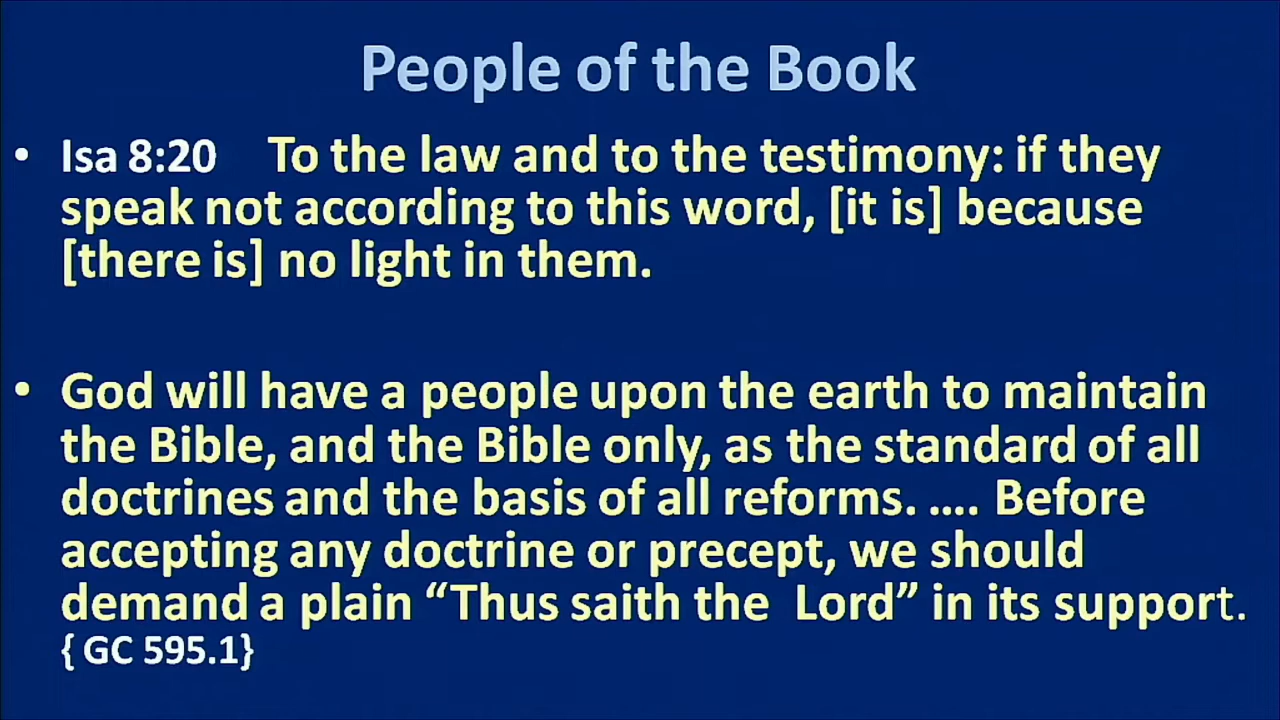 People of the Book
• Isa 8:20 To the law and to the testimony: if they
speak not according to this word, [it is] because
[there is] no light in them.
• God will have a people upon the earth to maintain
the Bible, and the Bible only, as the standard of all
doctrines and the basis of all reforms. .... Before
accepting any doctrine or precept, we should
demand a plain “Thus saith the Lord” in its support.
{ GC 595.1}